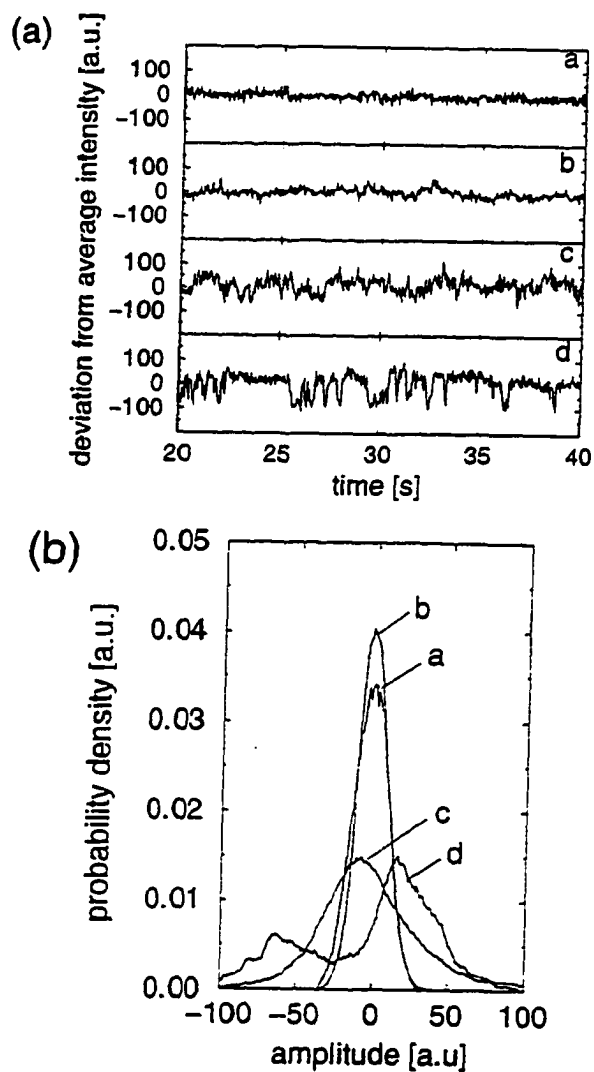 (a)
deviation from average intensity [a.u.]
100
0
−100
a
100
0
−100
b
100
0
−100
c
100
0
−100
d
20 25 30 35 40
time [s]
(b)
probability density [a.u.]
0.05
0.04
0.03
0.02
0.01
0.00
b
a
c
d
−100 −50 0 50 100
amplitude [a.u]